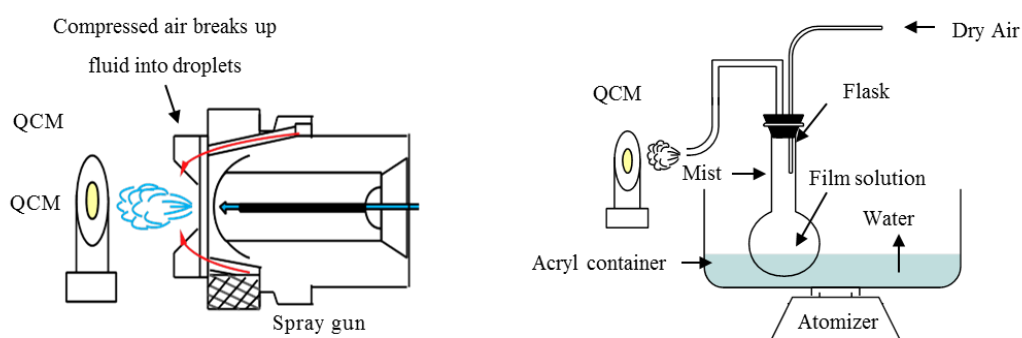 Compressed air breaks up
fluid into droplets
QCM
QCM
Spray gun
Dry Air
QCM
Flask
Mist
Film solution
Water
Acryl container
Atomizer